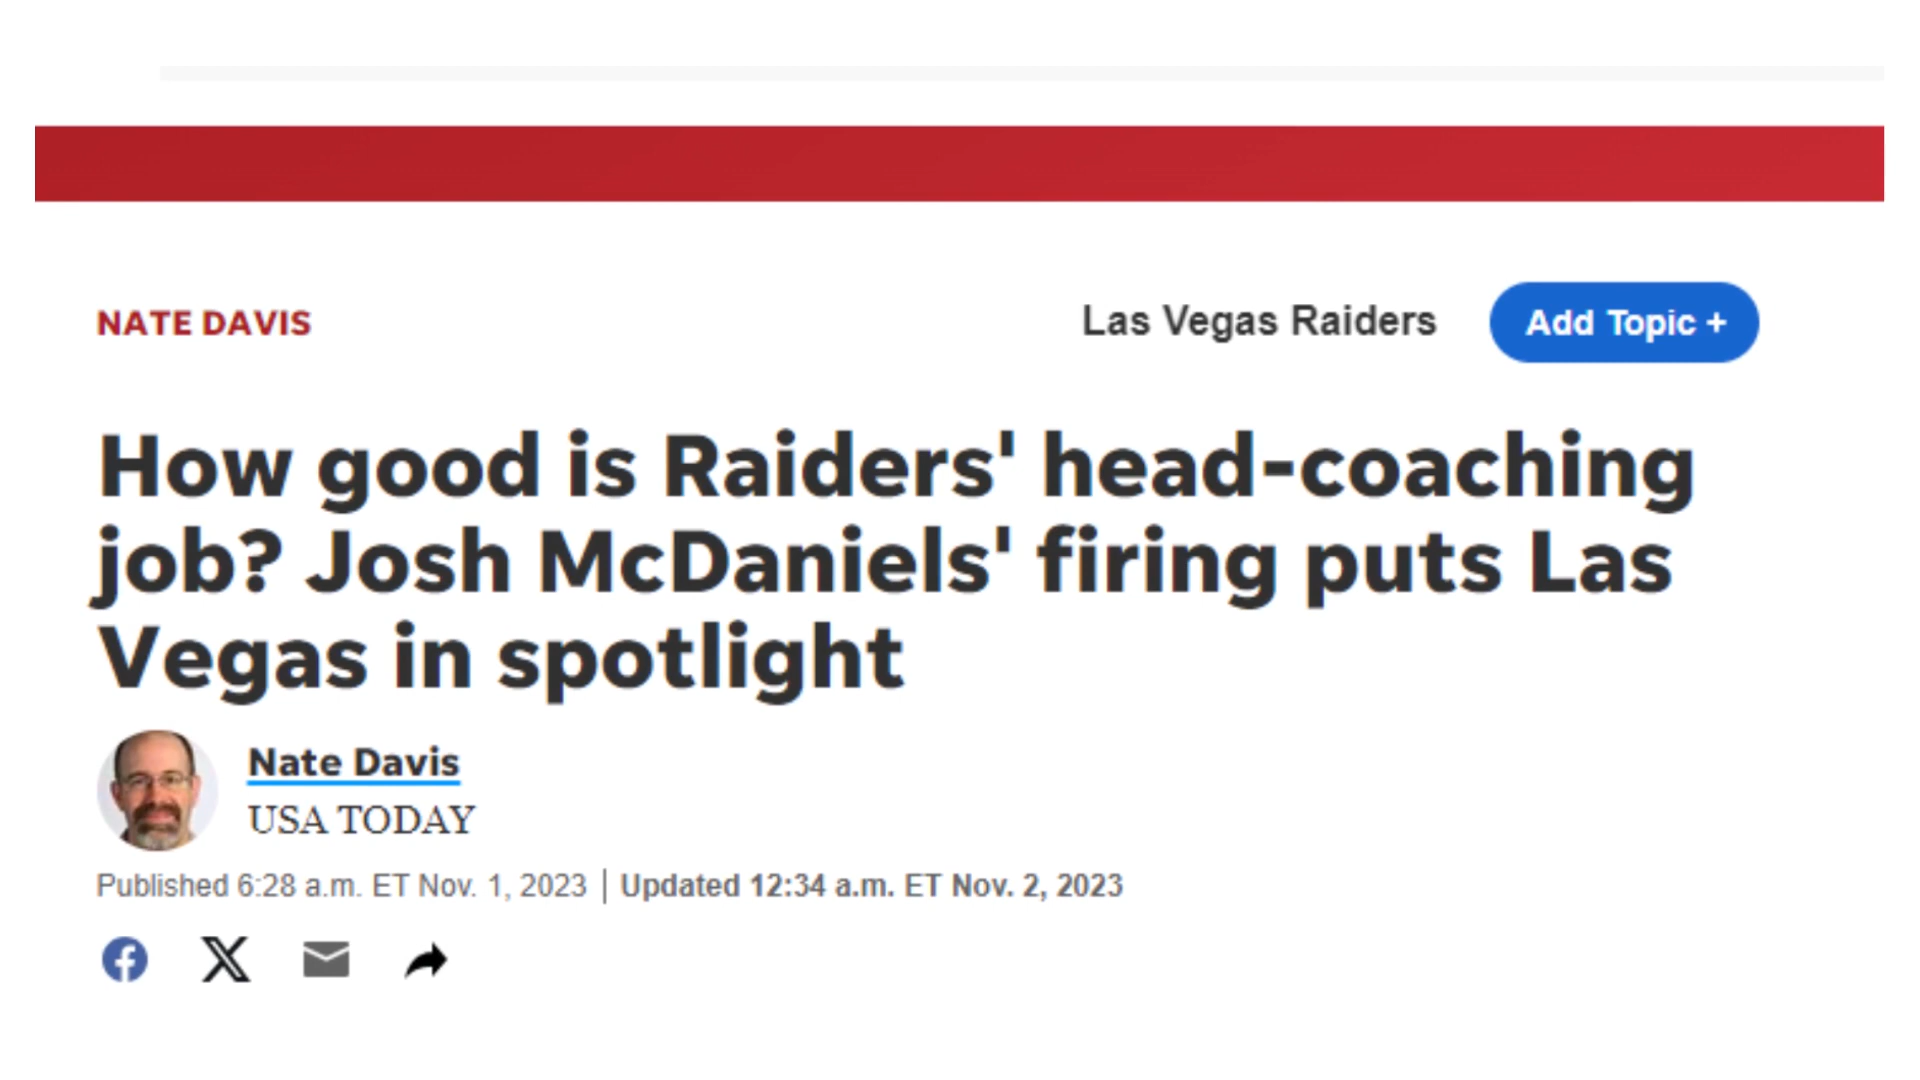 NATE DAVIS
Las Vegas Raiders
Add Topic +
How good is Raiders' head-coaching
job? Josh McDaniels' firing puts Las
Vegas in spotlight
Nate Davis
USA TODAY
Published 6:28 a.m. ET Nov. 1, 2023 | Updated 12:34 a.m. ET Nov. 2, 2023